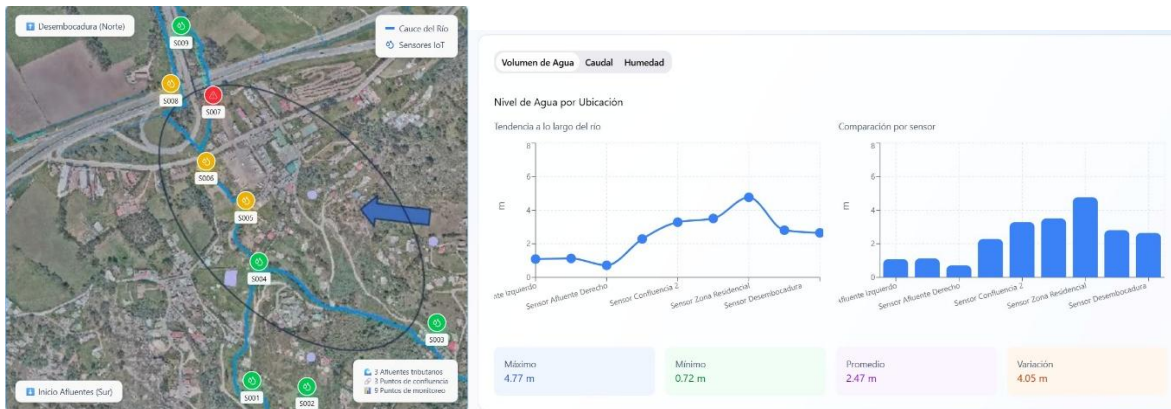 Desembocadura (Norte)
Cauce del Río
Sensores IoT
S009
S008
S007
S006
S005
S004
S003
S001
S002
Inicio Afluentes (Sur)
3 Afluentes tributarios
3 Puntos de confluencia
9 Puntos de monitoreo
Volumen de Agua Caudal Humedad
Nivel de Agua por Ubicación
Tendencia a lo largo del río
8
6
4
2
0
m
nte Izquierdo
Sensor Afluente Derecho
Sensor Confluencia 2
Sensor Zona Residencial
Sensor Desembocadura
Comparación por sensor
8
6
4
2
0
m
Afluente Izquierdo
Sensor Afluente Derecho
Sensor Confluencia 2
Sensor Zona Residencial
Sensor Desembocadura
Máximo
4.77 m
Mínimo
0.72 m
Promedio
2.47 m
Variación
4.05 m